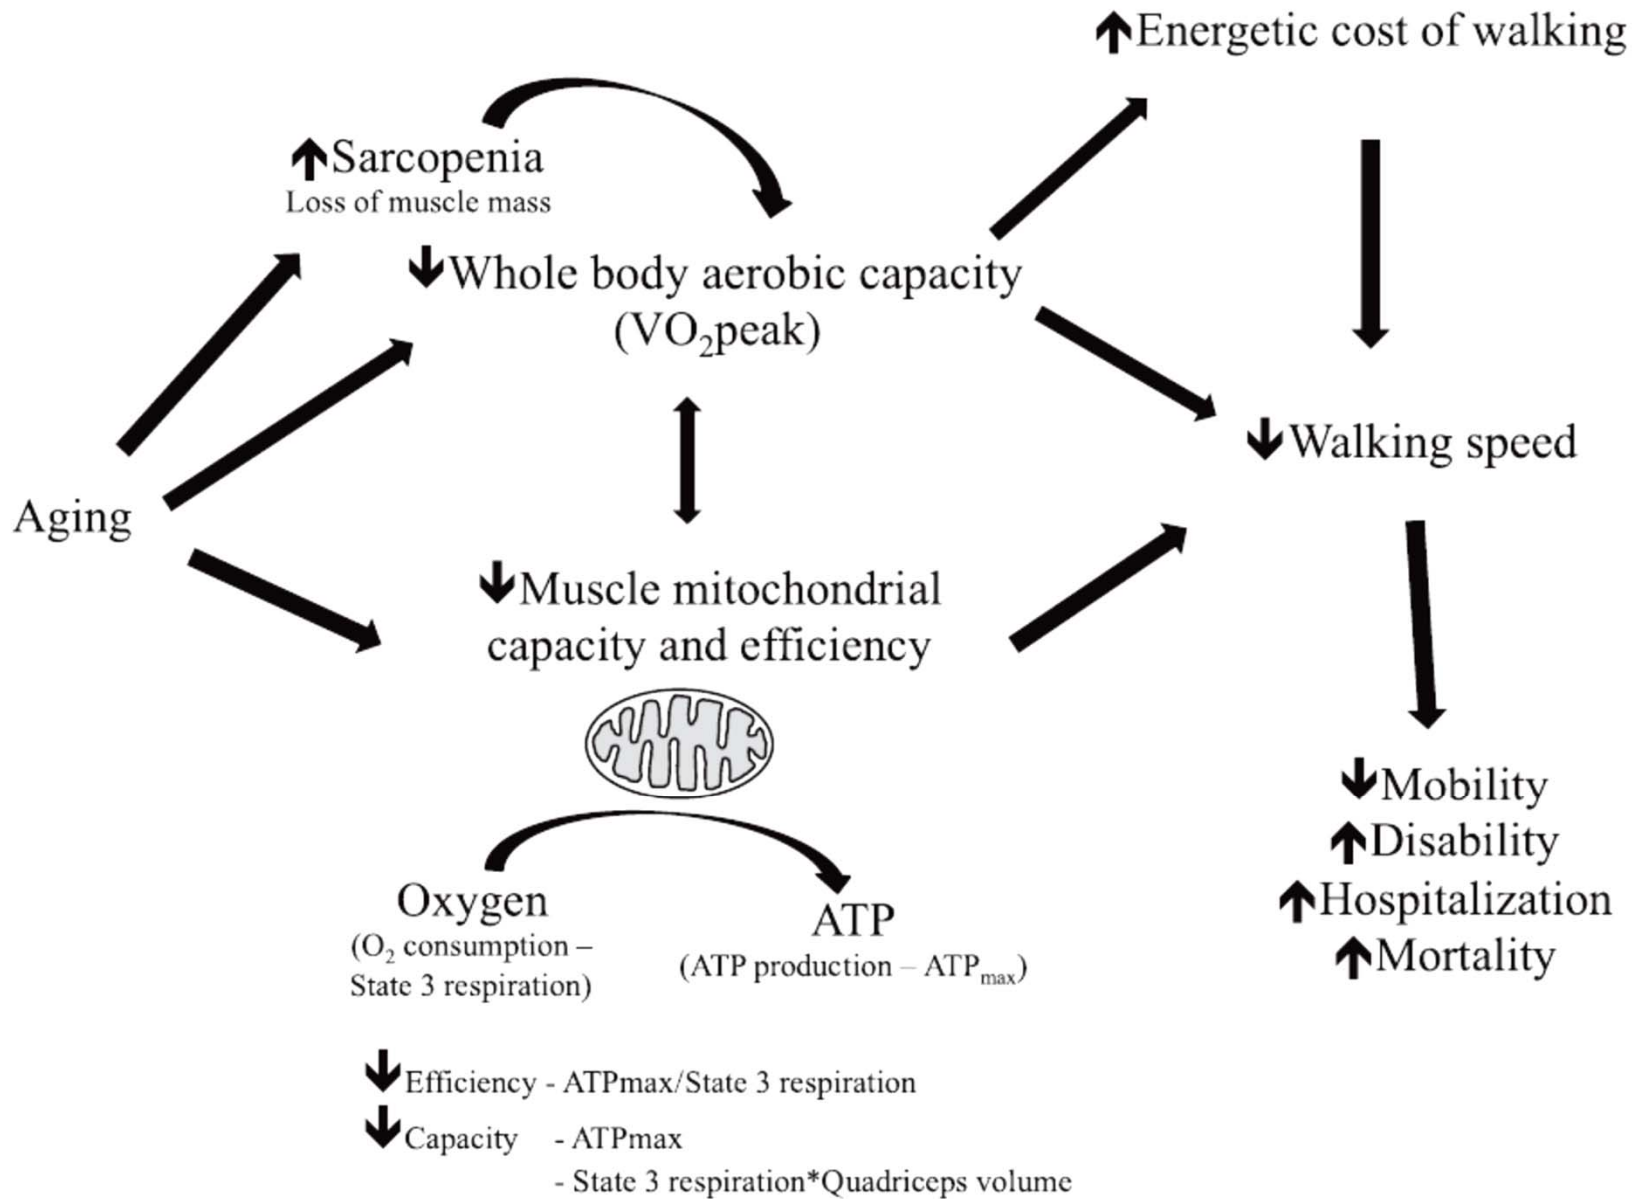 ↑Energetic cost of walking
↑Sarcopenia
Loss of muscle mass
↓Whole body aerobic capacity
(VO₂peak)
↓Walking speed
Aging
↓Muscle mitochondrial
capacity and efficiency
↓Mobility
↑Disability
↑Hospitalization
↑Mortality
Oxygen
(O₂ consumption –
State 3 respiration)
ATP
(ATP production – ATPₘₐₓ)
↓Efficiency - ATPmax/State 3 respiration
↓Capacity - ATPmax
- State 3 respiration*Quadriceps volume